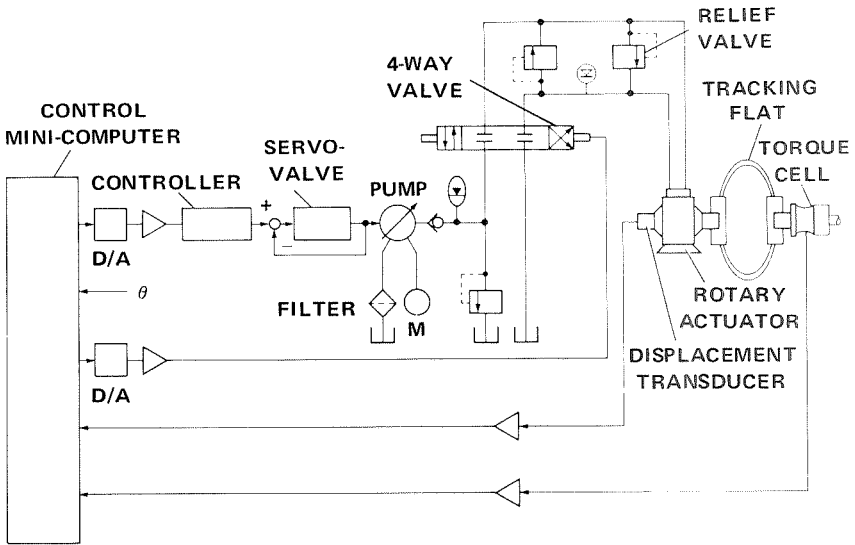 RELIEF
VALVE
4-WAY
VALVE
TRACKING
FLAT
CONTROL
MINI-COMPUTER
TORQUE
CELL
SERVO-
VALVE
CONTROLLER
PUMP
+
−
D/A
θ
FILTER
M
ROTARY
ACTUATOR
DISPLACEMENT
TRANSDUCER
D/A